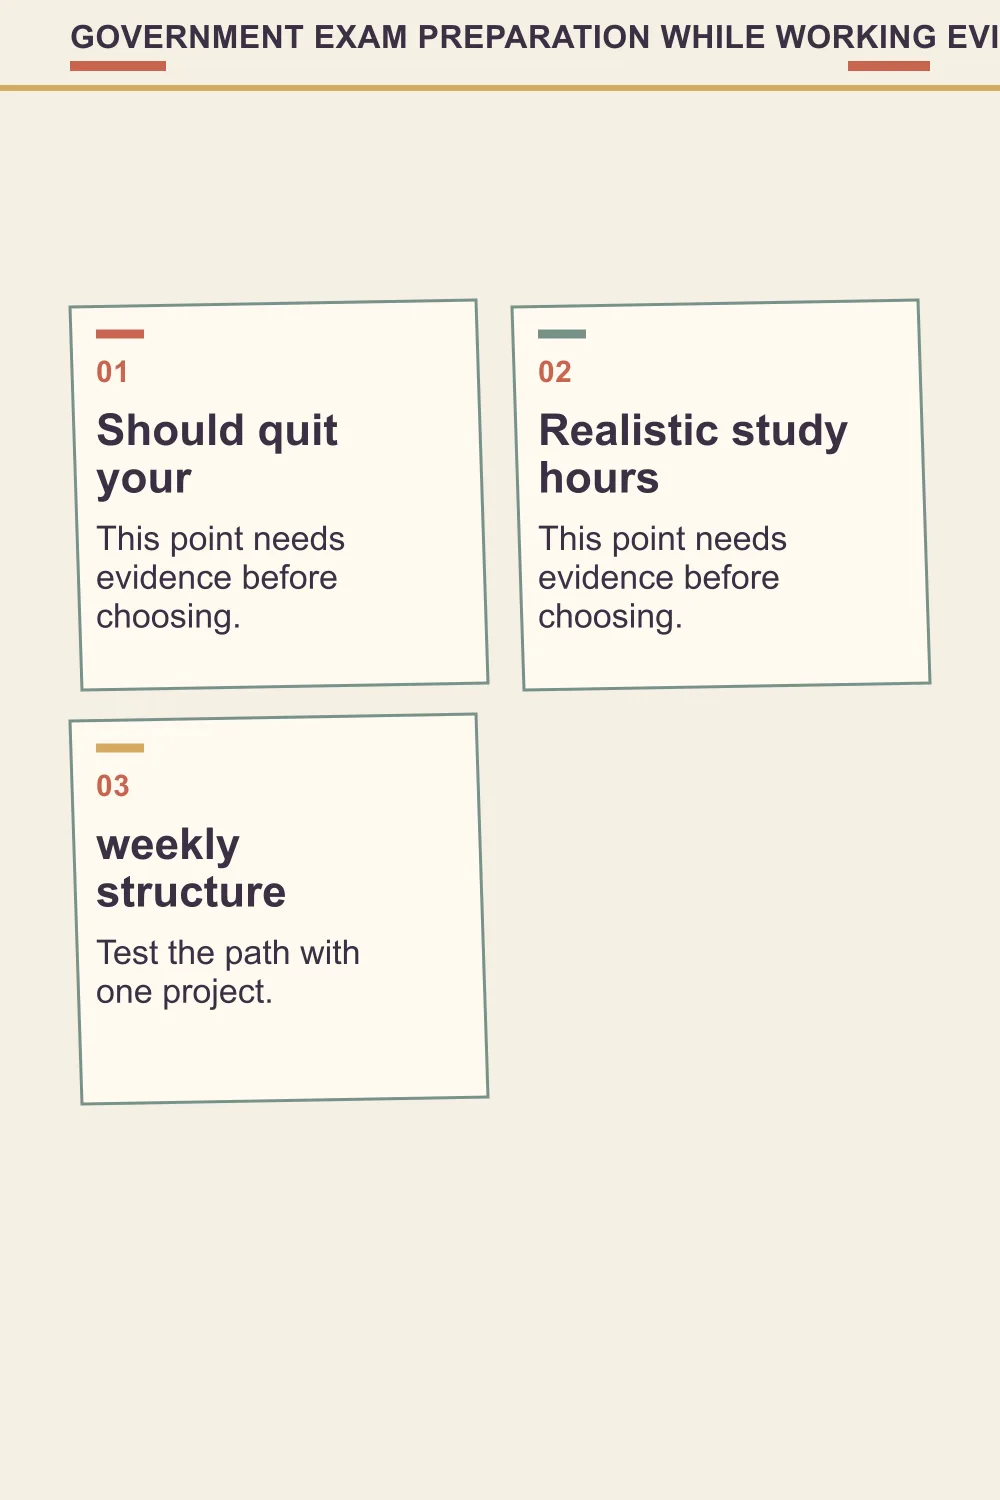 GOVERNMENT EXAM PREPARATION WHILE WORKING EVI
01
Should quit
your
This point needs
evidence before
choosing.
02
Realistic study
hours
This point needs
evidence before
choosing.
03
weekly
structure
Test the path with
one project.